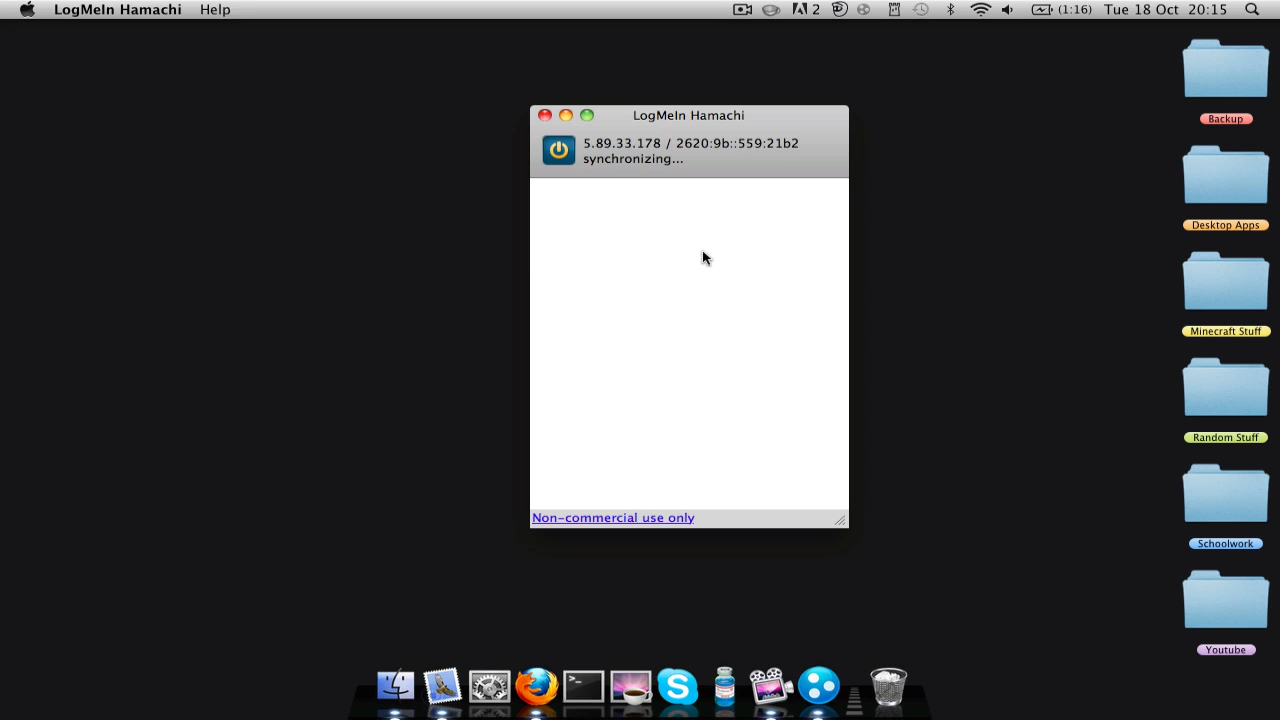 LogMeIn Hamachi Help 2 (1:16) Tue 18 Oct 20:15
LogMeIn Hamachi
5.89.33.178 / 2620:9b::559:21b2
synchronizing...
Non-commercial use only
Backup
Desktop Apps
Minecraft Stuff
Random Stuff
Schoolwork
Youtube